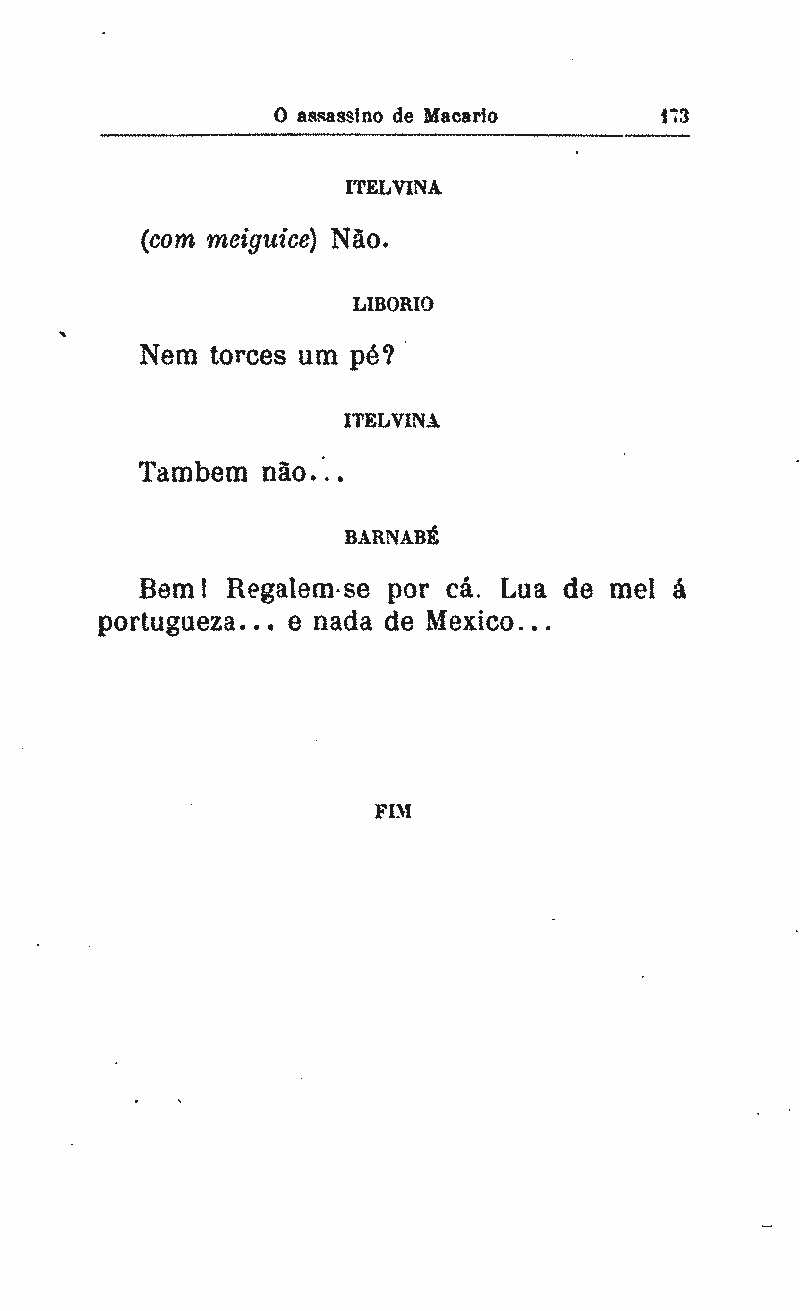 O assassino de Macario 173
ITELVINA
(com meiguice) Não.
LIBORIO
Nem torces um pé?
ITELVINA
Tambem não...
BARNABÉ
Bem! Regalem-se por cá. Lua de mel á
portugueza... e nada de Mexico...
FIM